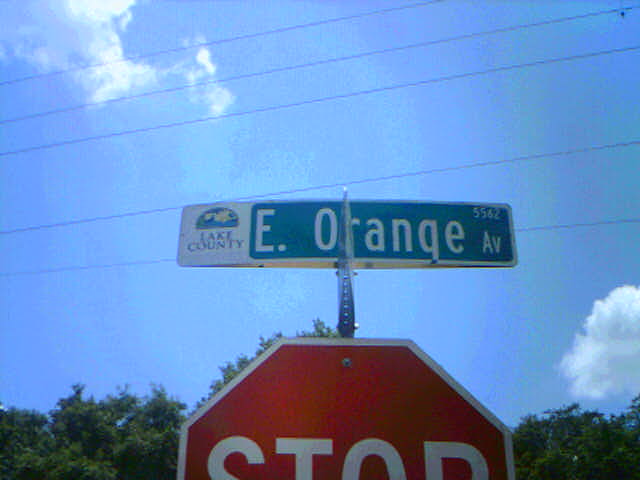 LAKE
COUNTY
E. Orange Av
5562
STOP